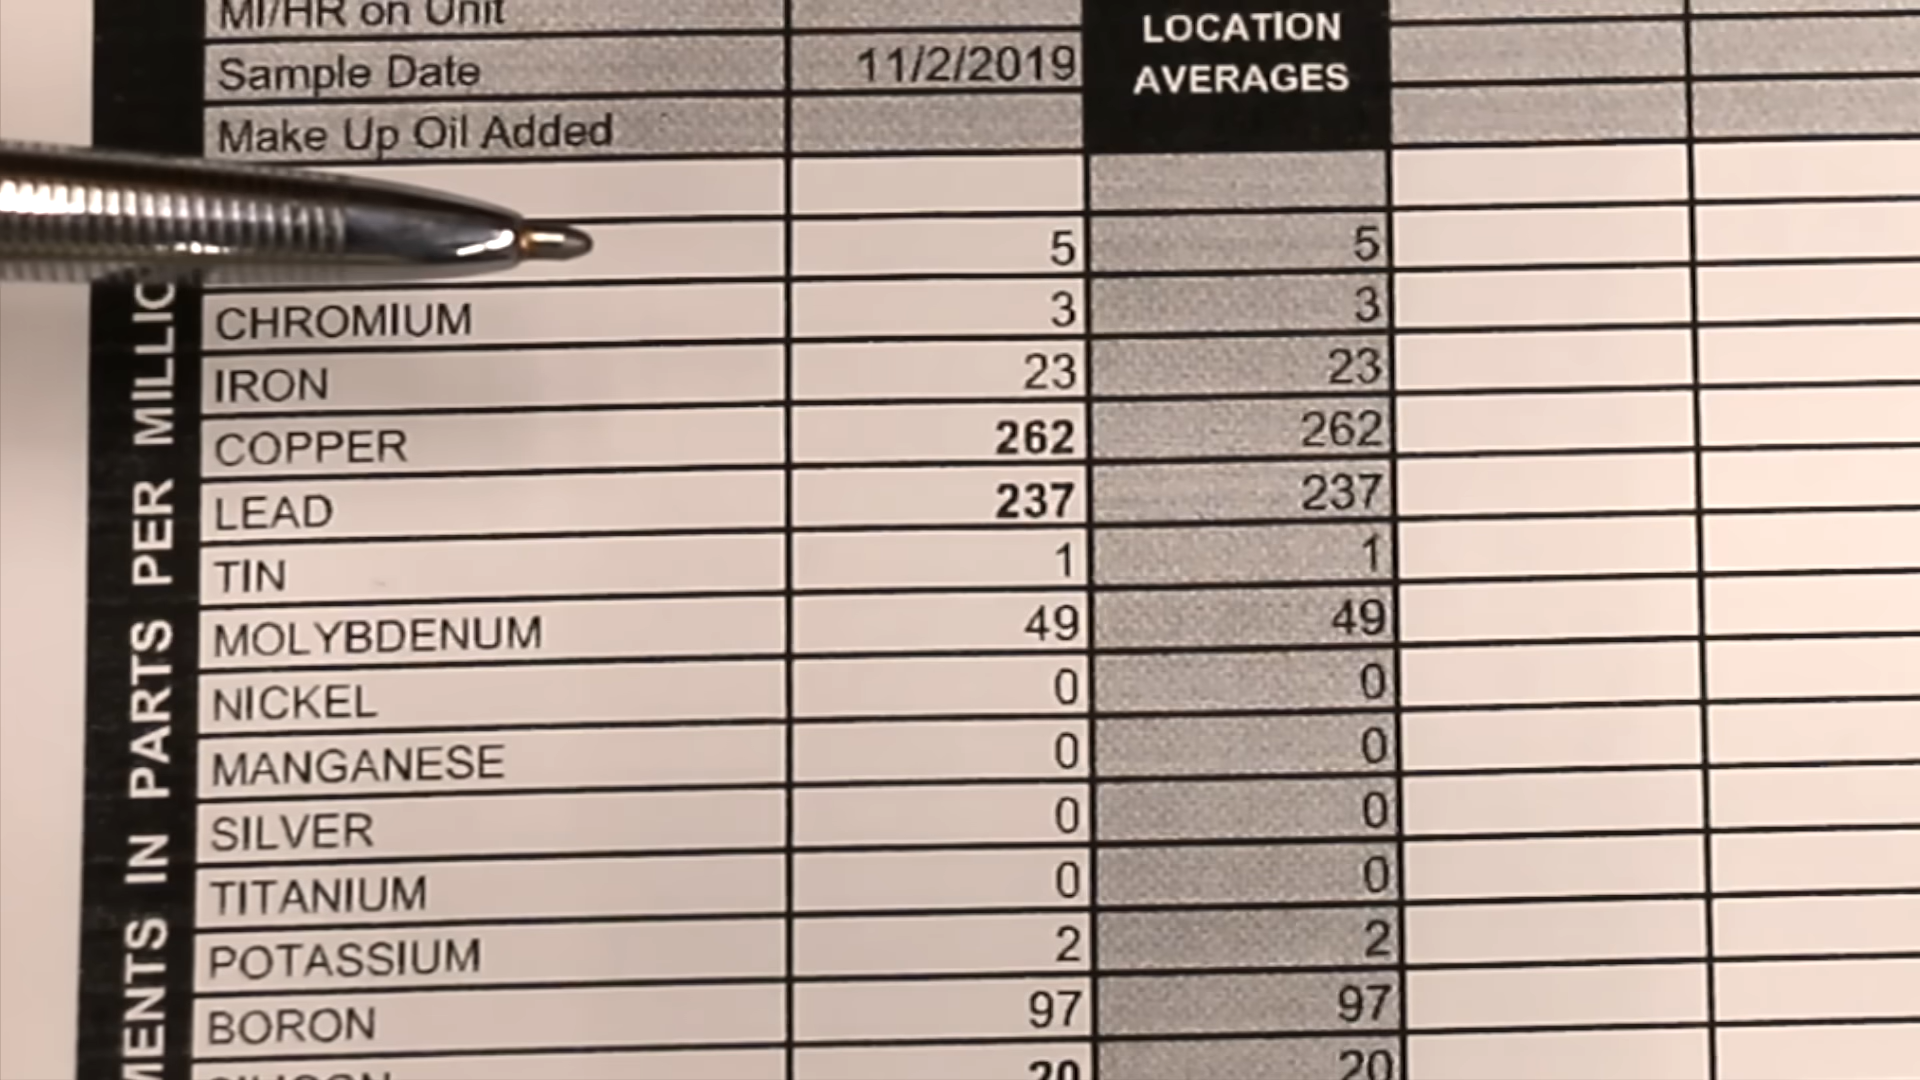 MI/HR on Unit
Sample Date 11/2/2019
Make Up Oil Added
LOCATION
AVERAGES
5 5
CHROMIUM 3 3
IRON 23 23
COPPER 262 262
LEAD 237 237
TIN 1 1
MOLYBDENUM 49 49
NICKEL 0 0
MANGANESE 0 0
SILVER 0 0
TITANIUM 0 0
POTASSIUM 2 2
BORON 97 97
SILICON 20 20
MENTS IN PARTS PER MILLIO